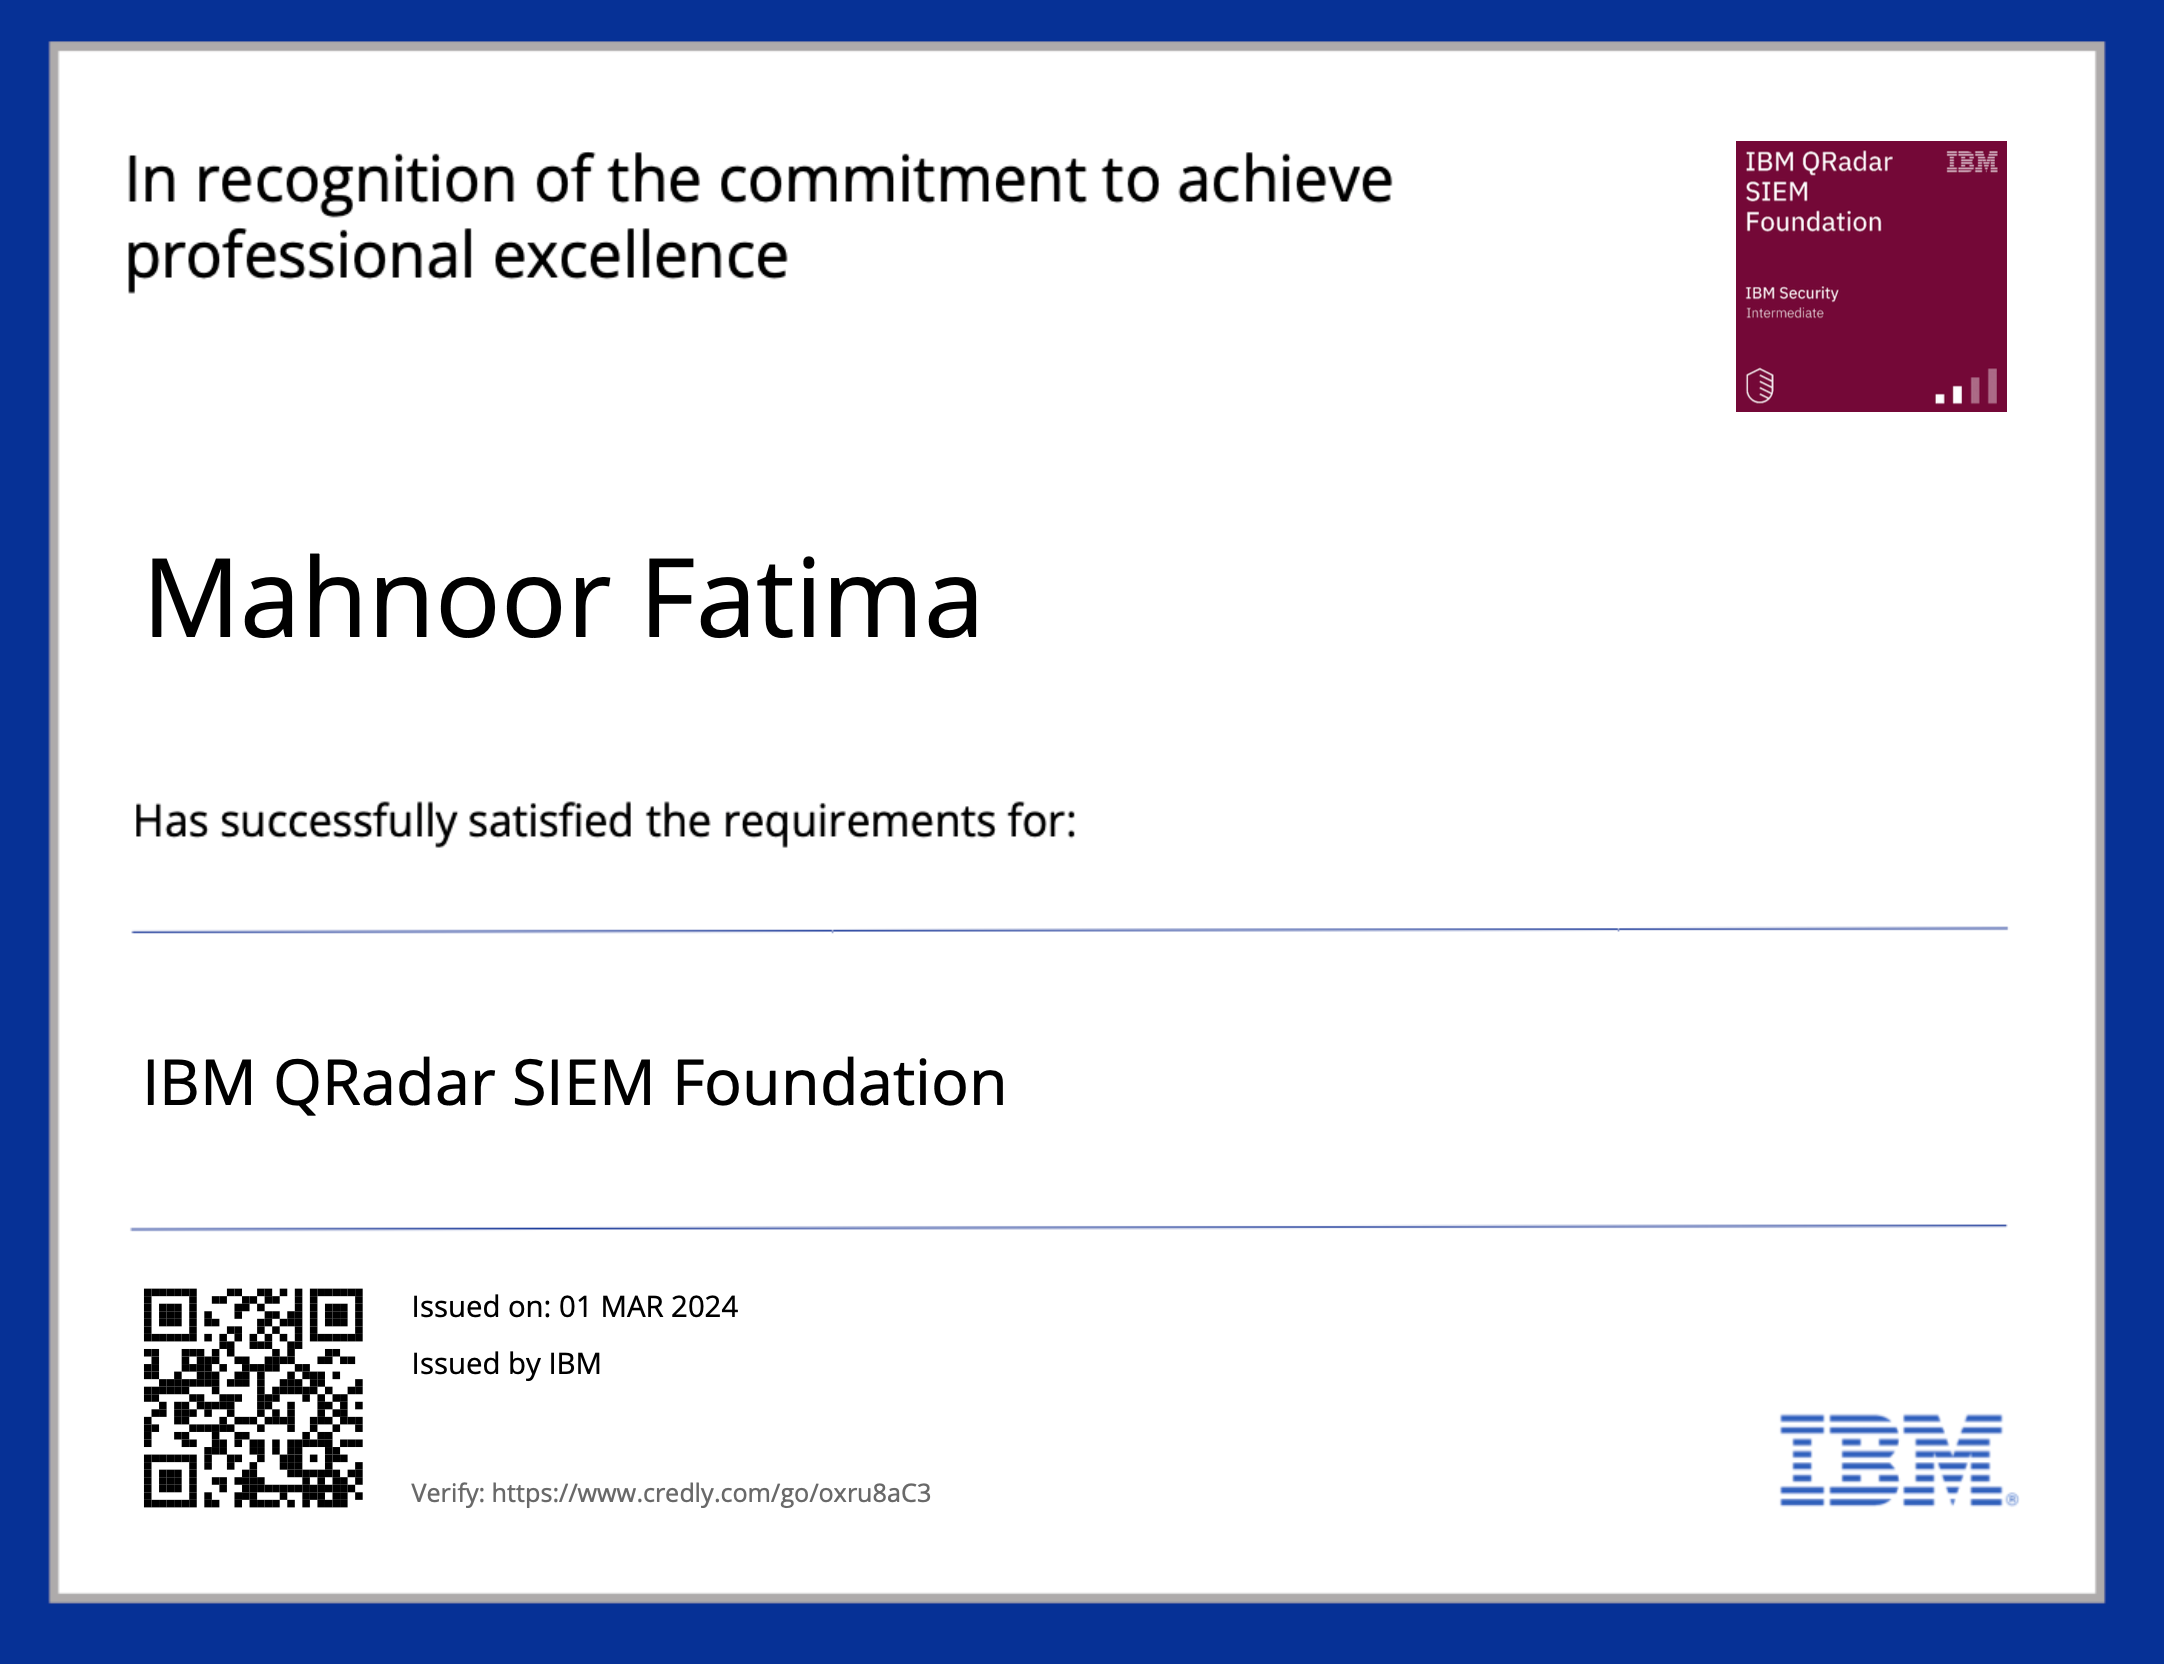 In recognition of the commitment to achieve
professional excellence
IBM QRadar
SIEM
Foundation
IBM
IBM Security
Intermediate
Mahnoor Fatima
Has successfully satisfied the requirements for:
IBM QRadar SIEM Foundation
Issued on: 01 MAR 2024
Issued by IBM
Verify: https://www.credly.com/go/oxru8aC3
IBM®